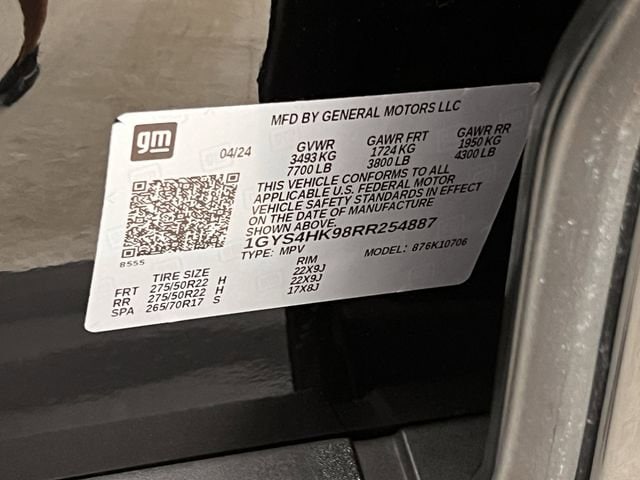 MFD BY GENERAL MOTORS LLC
gm
04/24 GVWR GAWR FRT GAWR RR
3493 KG 1724 KG 1950 KG
7700 LB 3800 LB 4300 LB
THIS VEHICLE CONFORMS TO ALL
APPLICABLE U.S. FEDERAL MOTOR
VEHICLE SAFETY STANDARDS IN EFFECT
ON THE DATE OF MANUFACTURE
SHOWN ABOVE.
1GYS4HK98RR254887
TYPE: MPV MODEL: 876K10706
8555
TIRE SIZE RIM
FRT 275/50R22 H 22X9J
RR 275/50R22 H 22X9J
SPA 265/70R17 S 17X8J